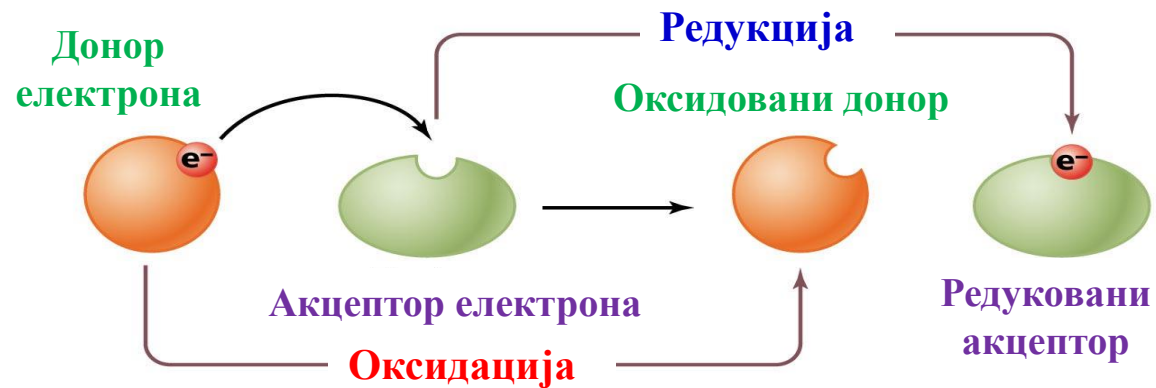 Донор
електрона
Редукција
Оксидовани донор
e⁻
e⁻
Акцептор електрона
Редуковани
акцептор
Оксидација